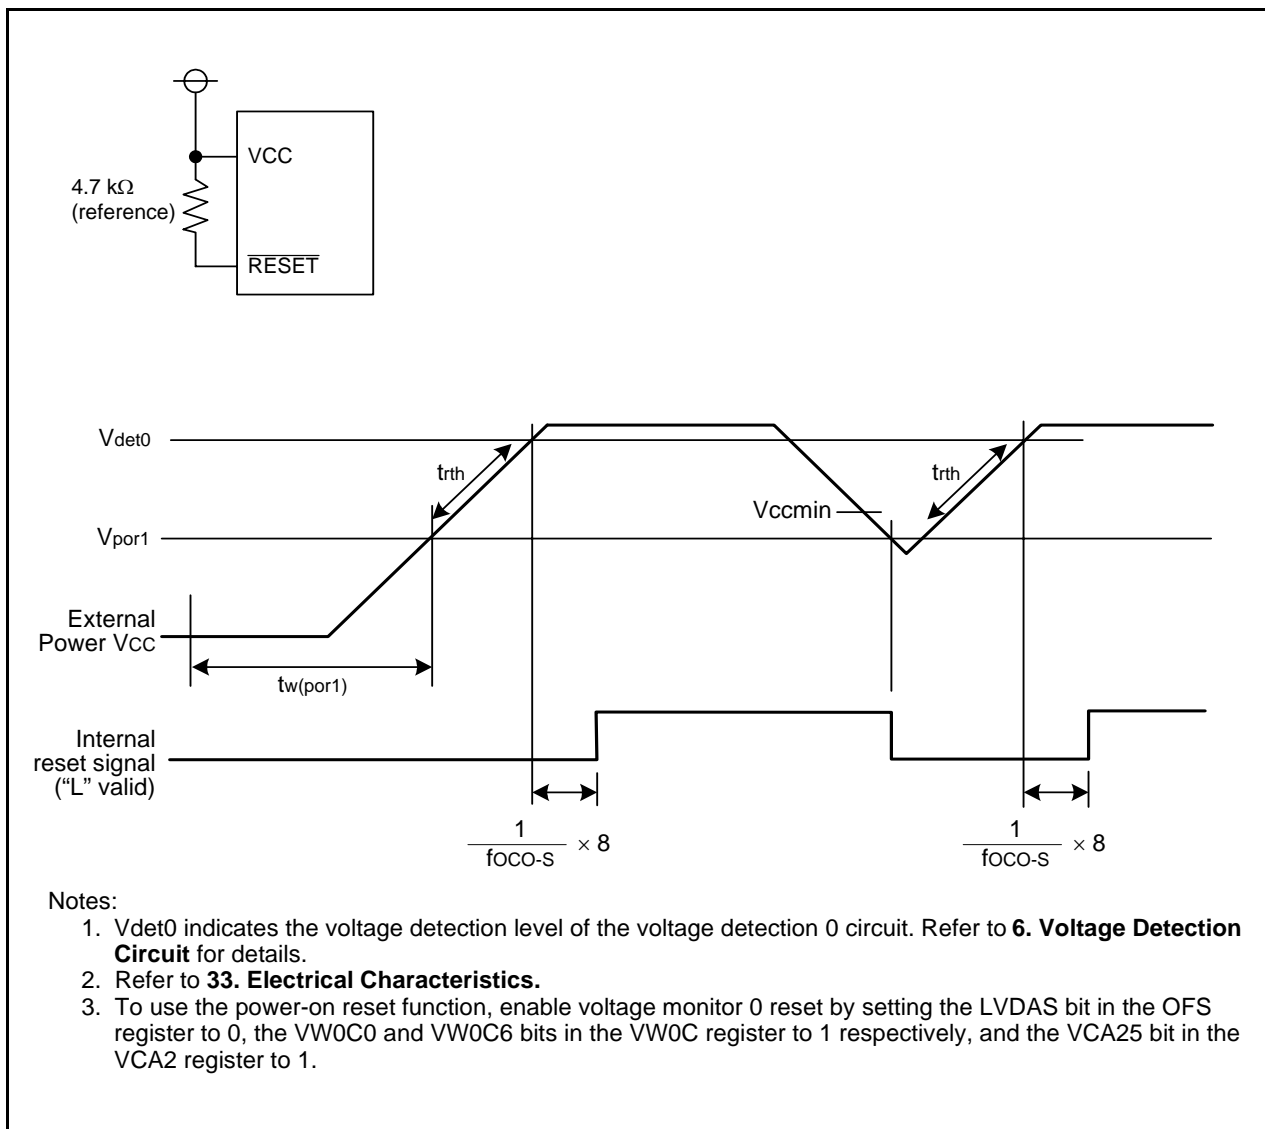 VCC
4.7 kΩ
(reference)
RESET
Vdet0
trth
trth
Vccmin
Vpor1
External
Power VCC
tw(por1)
Internal
reset signal
(“L” valid)
1
fOCO-S
× 8
1
fOCO-S
× 8
Notes:
1. Vdet0 indicates the voltage detection level of the voltage detection 0 circuit. Refer to 6. Voltage Detection
Circuit for details.
2. Refer to 33. Electrical Characteristics.
3. To use the power-on reset function, enable voltage monitor 0 reset by setting the LVDAS bit in the OFS
register to 0, the VW0C0 and VW0C6 bits in the VW0C register to 1 respectively, and the VCA25 bit in the
VCA2 register to 1.